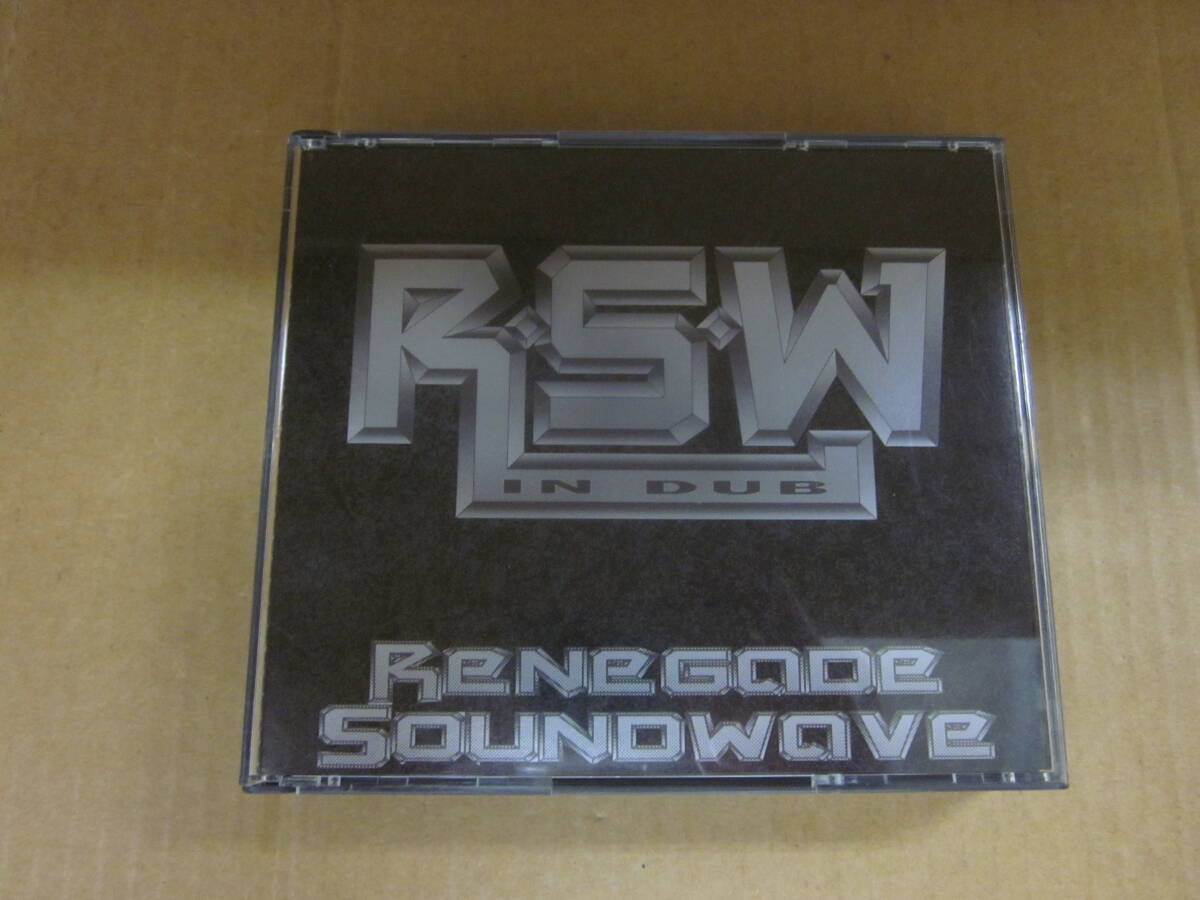 R·S·W
IN DUB
RENEGADE
SOUNDWAVE